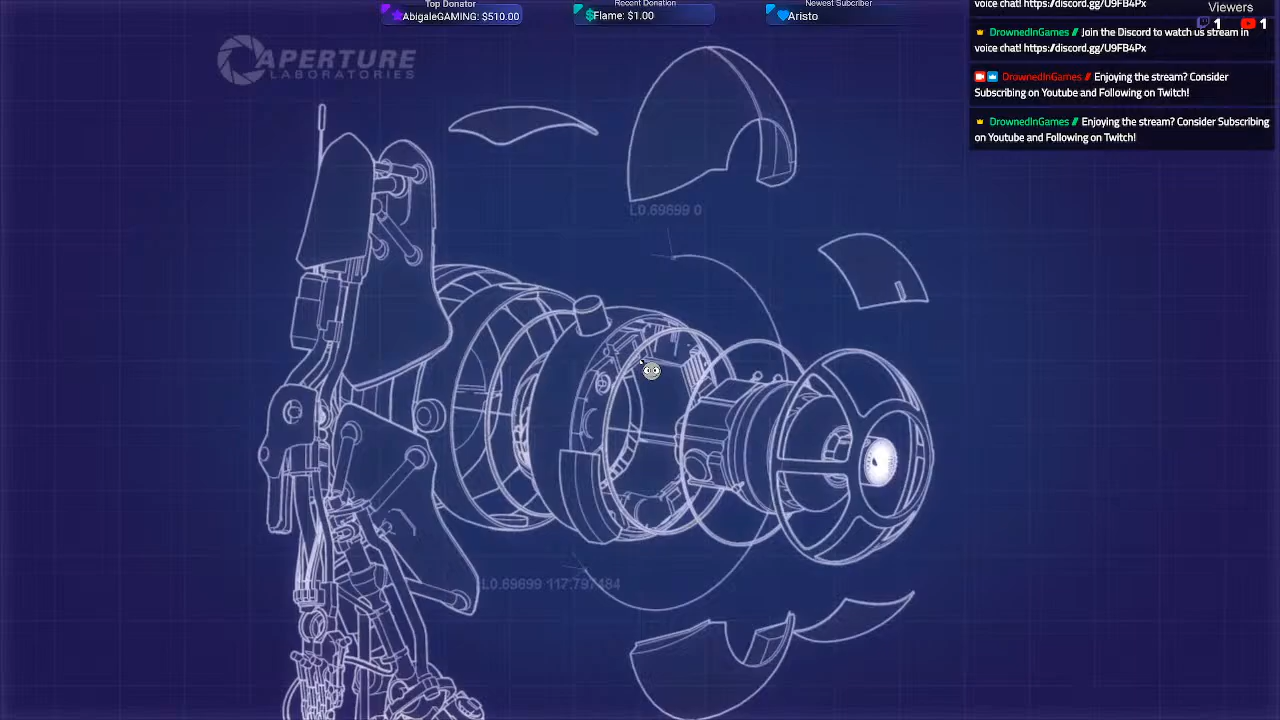 Top Donator
AbigaleGAMING: $510.00
Recent Donation
$Flame: $1.00
Newest Subscriber
Aristo
voice chat! https://discord.gg/U9FB4Px
Viewers
1 1
DrownedInGames // Join the Discord to watch us stream in
voice chat! https://discord.gg/U9FB4Px
DrownedInGames // Enjoying the stream? Consider
Subscribing on Youtube and Following on Twitch!
DrownedInGames // Enjoying the stream? Consider Subscribing
on Youtube and Following on Twitch!
APERTURE
LABORATORIES
L0.69699 0
L0.69699 117.797484